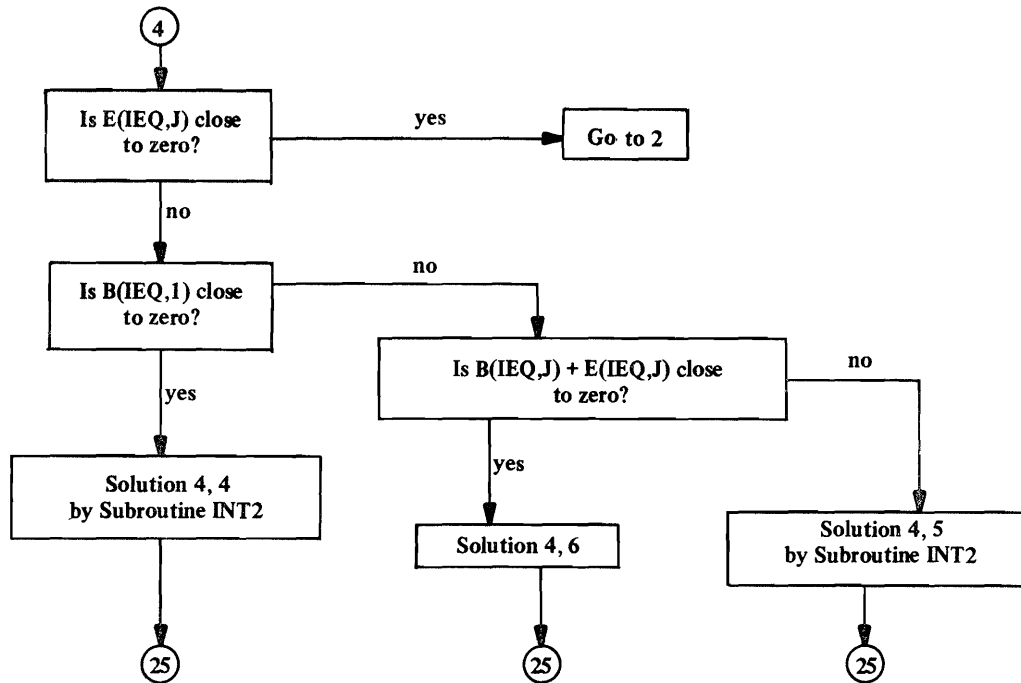 4
Is E(IEQ,J) close
to zero?
yes
Go to 2
no
Is B(IEQ,1) close
to zero?
no
Is B(IEQ,J) + E(IEQ,J) close
to zero?
no
yes
Solution 4, 4
by Subroutine INT2
yes
Solution 4, 6
Solution 4, 5
by Subroutine INT2
25
25
25